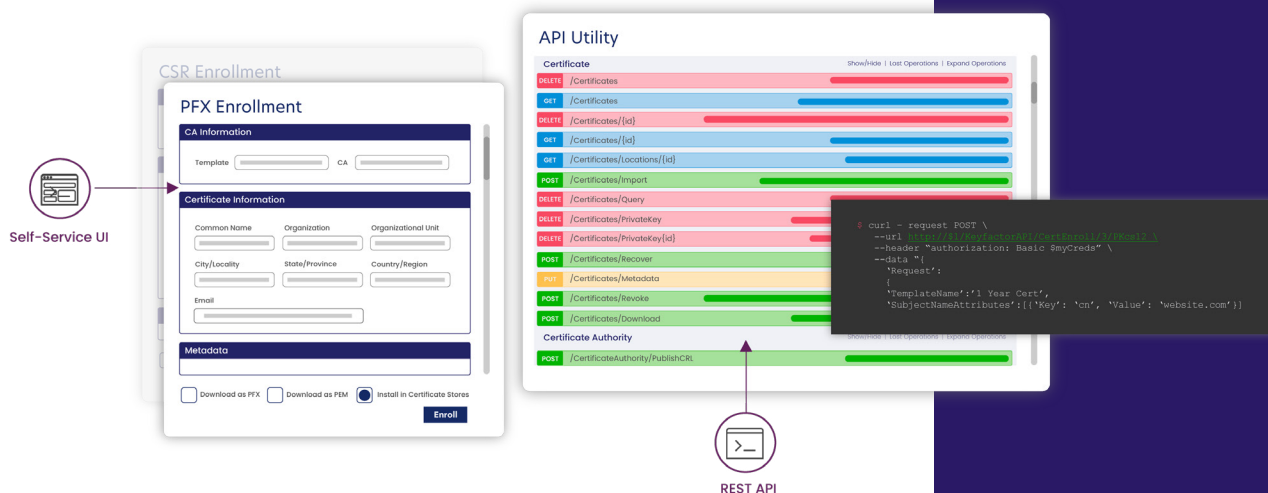 CSR Enrollment
PFX Enrollment
CA Information
Template CA
Certificate Information
Common Name Organization Organizational Unit
City/Locality State/Province Country/Region
Email
Metadata
Download as PFX Download as PEM Install in Certificate Stores
Enroll
Self-Service UI
API Utility
Certificate Show/Hide | Last Operations | Expand Operations
DELETE /Certificates
GET /Certificates
DELETE /Certificates/{id}
GET /Certificates/{id}
GET /Certificates/Locations/{id}
POST /Certificates/Import
DELETE /Certificates/Query
DELETE /Certificates/PrivateKey
DELETE /Certificates/PrivateKey{id}
POST /Certificates/Recover
PUT /Certificates/Metadata
POST /Certificates/Revoke
POST /Certificates/Download
Certificate Authority Show/Hide | Last Operations | Expand Operations
POST /CertificateAuthority/PublishCRL
# curl - request POST \
--url http://$1/KeyfactorAPI/CertEnroll/3/PKcs12 \
--header “authorization: Basic $myCreds” \
--data “{
‘Request’:
{
‘TemplateName’:’1 Year Cert’,
‘SubjectNameAttributes’:[{‘Key’: ‘cn’, ‘Value’: ‘website.com’}]
REST API